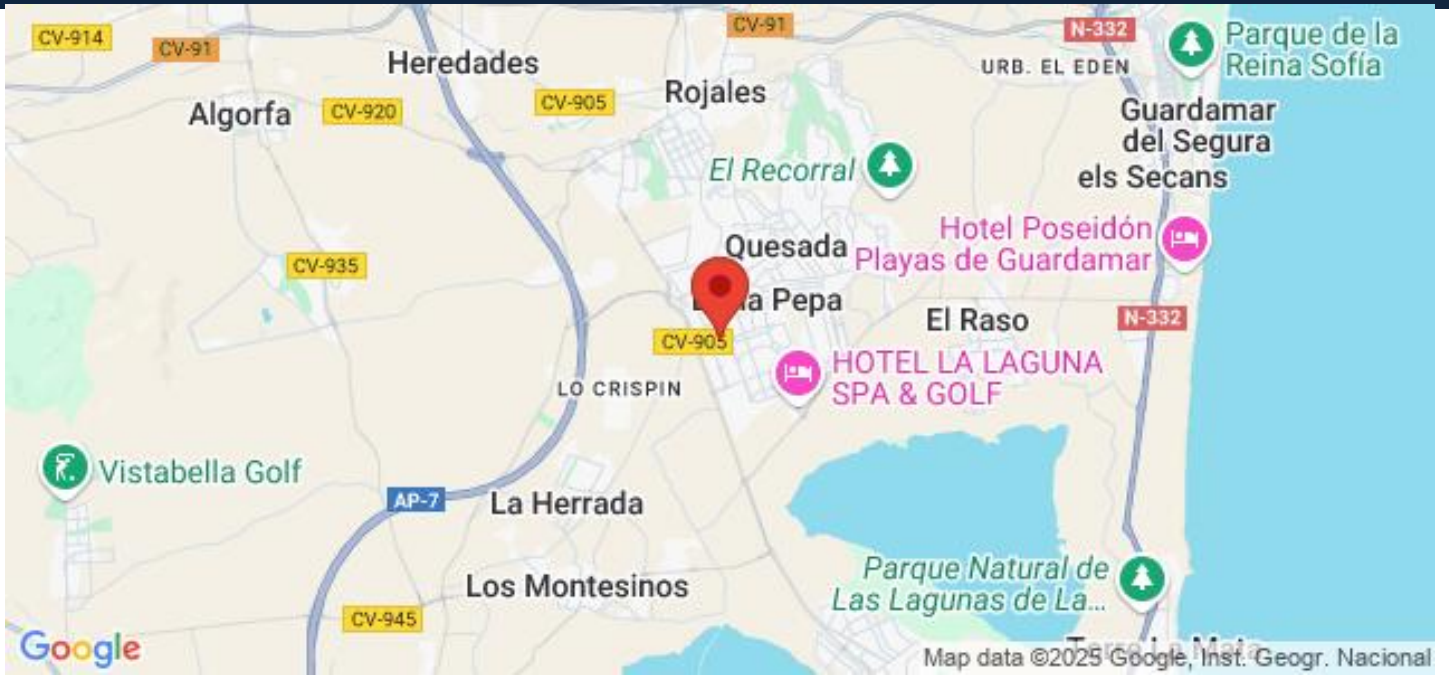 CV-914
CV-91
Heredades
CV-91
N-332
Parque de la
Reina Sofía
URB. EL EDEN
Algorfa
CV-920
CV-905
Rojales
Guardamar
del Segura
El Recorral
els Secans
Hotel Poseidón
Playas de Guardamar
Quesada
CV-935
Pepa
El Raso
N-332
CV-905
LO CRISPIN
HOTEL LA LAGUNA
SPA & GOLF
Vistabella Golf
AP-7
La Herrada
Los Montesinos
Parque Natural de
Las Lagunas de La...
CV-945
Google
Map data ©2025 Google, Inst. Geogr. Nacional